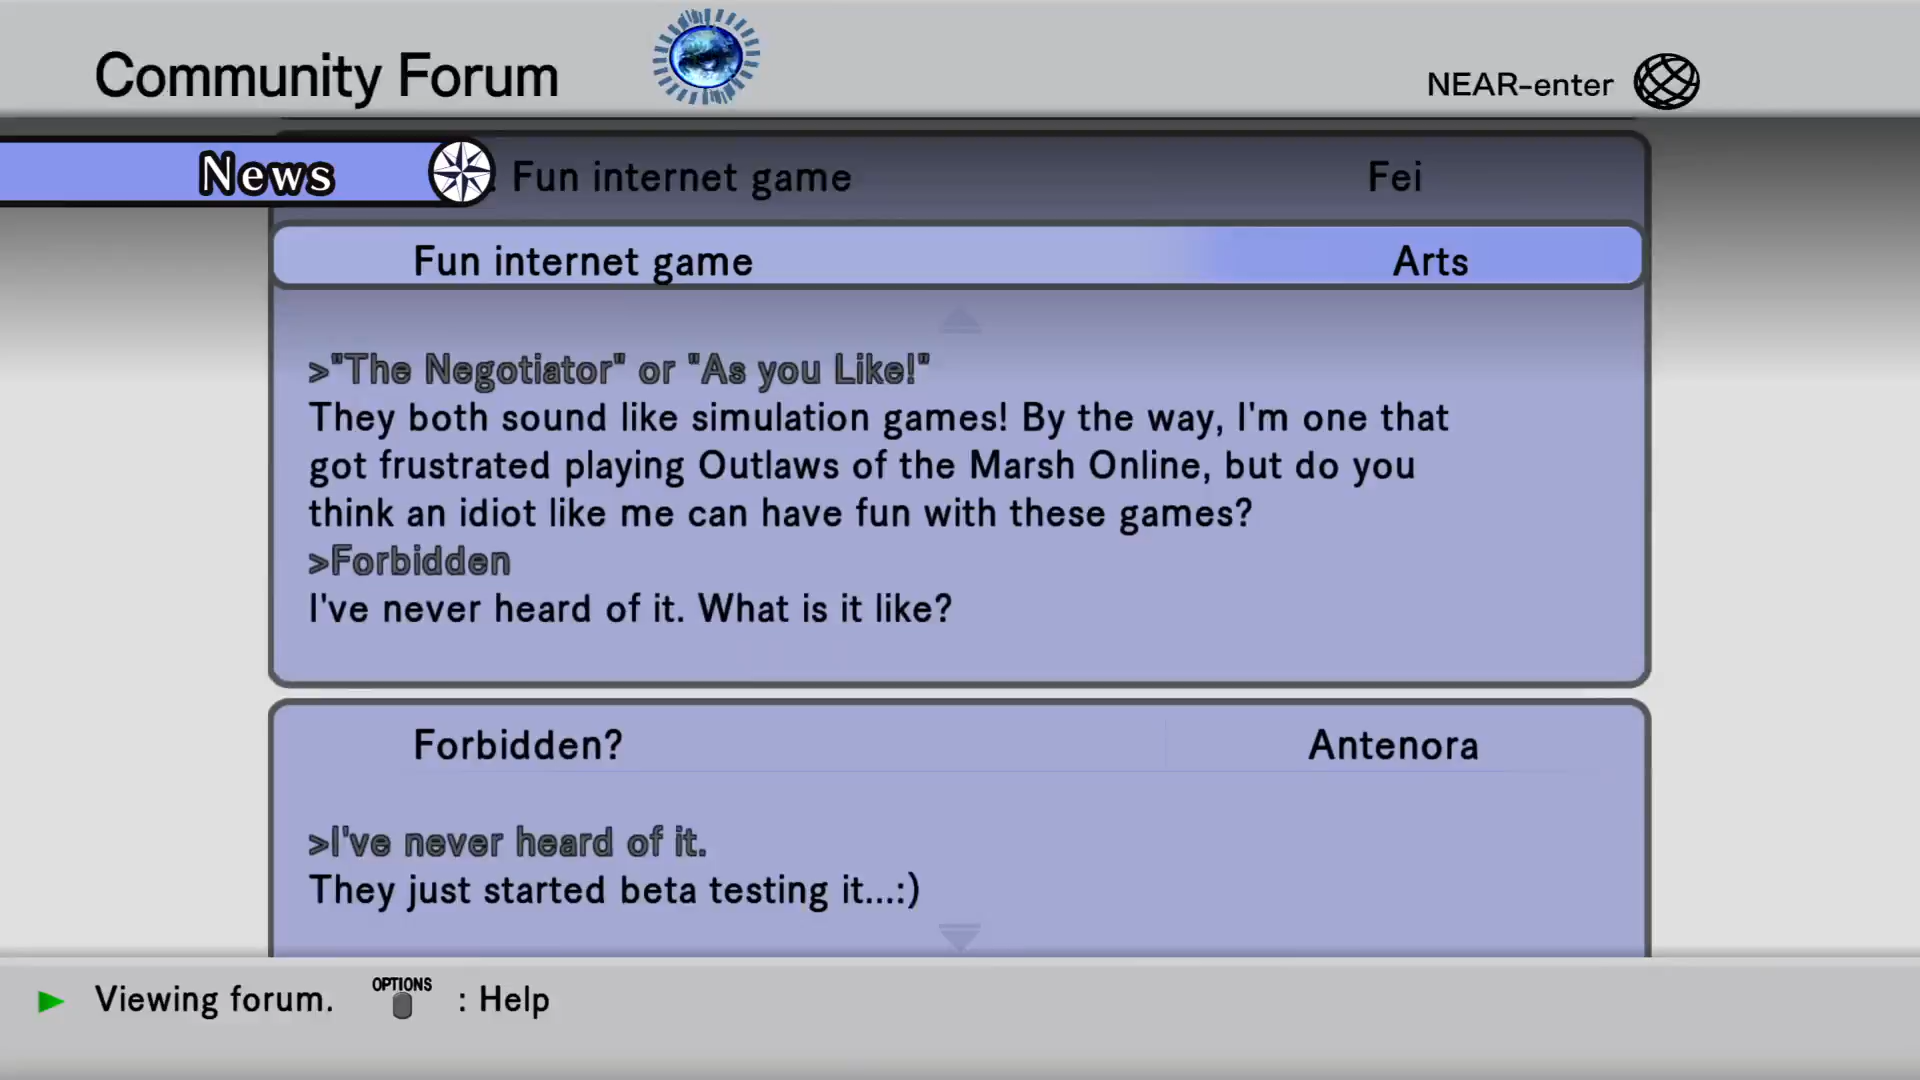 Community Forum
NEAR-enter
News
Fun internet game Fei
Fun internet game Arts
>"The Negotiator" or "As you Like!"
They both sound like simulation games! By the way, I'm one that
got frustrated playing Outlaws of the Marsh Online, but do you
think an idiot like me can have fun with these games?
>Forbidden
I've never heard of it. What is it like?
Forbidden? Antenora
>I've never heard of it.
They just started beta testing it...:)
Viewing forum. OPTIONS : Help